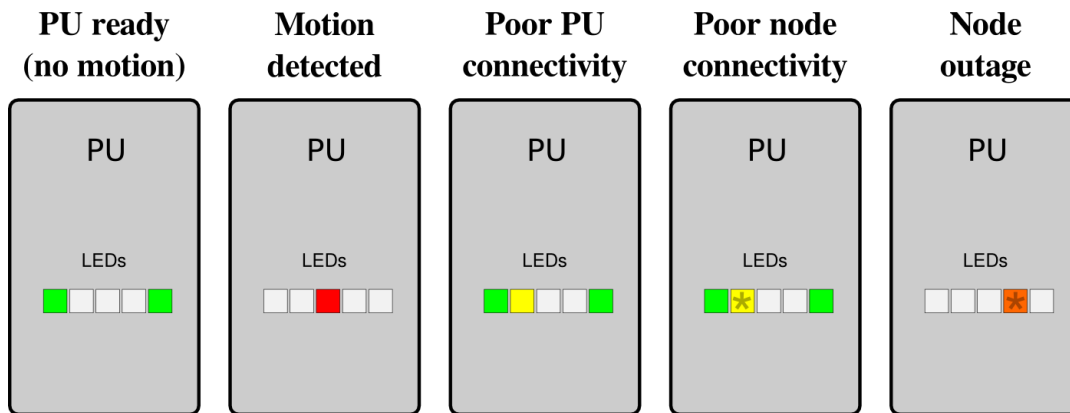 PU ready
(no motion)
Motion
detected
Poor PU
connectivity
Poor node
connectivity
Node
outage
PU
LEDs
PU
LEDs
PU
LEDs
PU
LEDs
*
PU
LEDs
*